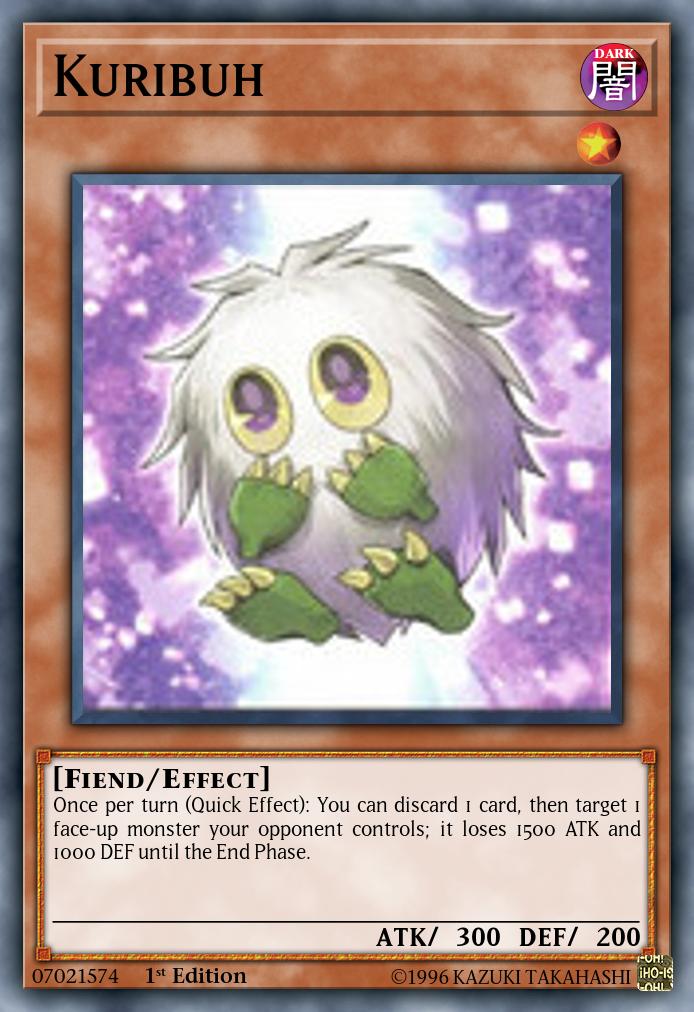 KURIBUH
DARK
闇
[FIEND/EFFECT]
Once per turn (Quick Effect): You can discard 1 card, then target 1
face-up monster your opponent controls; it loses 1500 ATK and
1000 DEF until the End Phase.
ATK/ 300 DEF/ 200
07021574 1st Edition ©1996 KAZUKI TAKAHASHI